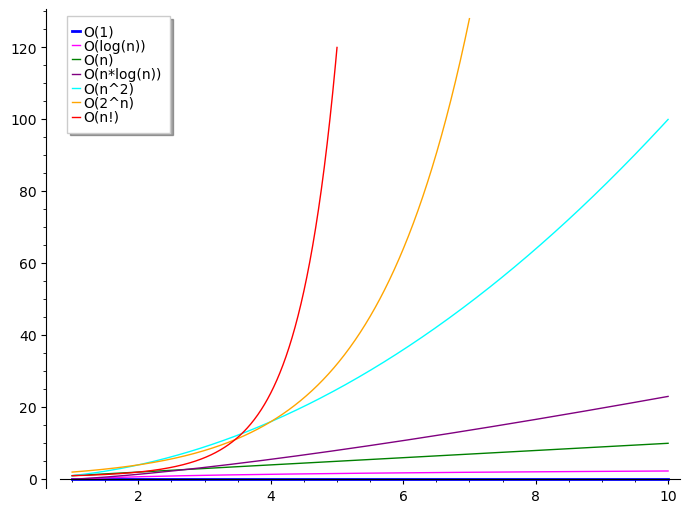 O(1)
O(log(n))
O(n)
O(n*log(n))
O(n^2)
O(2^n)
O(n!)
120
100
80
60
40
20
0
2 4 6 8 10